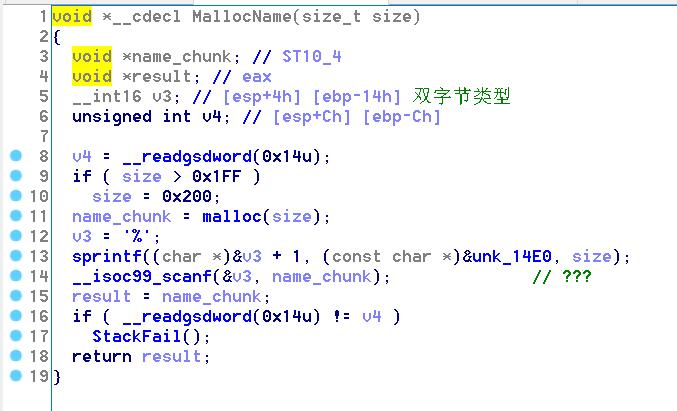 1 void *__cdecl MallocName(size_t size)
2 {
3 void *name_chunk; // ST10_4
4 void *result; // eax
5 __int16 v3; // [esp+4h] [ebp-14h] 双字节类型
6 unsigned int v4; // [esp+Ch] [ebp-Ch]
7
8 v4 = __readgsdword(0x14u);
9 if ( size > 0x1FF )
10 size = 0x200;
11 name_chunk = malloc(size);
12 v3 = '%';
13 sprintf((char *)&v3 + 1, (const char *)&unk_14E0, size);
14 __isoc99_scanf(&v3, name_chunk); // ???
15 result = name_chunk;
16 if ( __readgsdword(0x14u) != v4 )
17 StackFail();
18 return result;
19 }